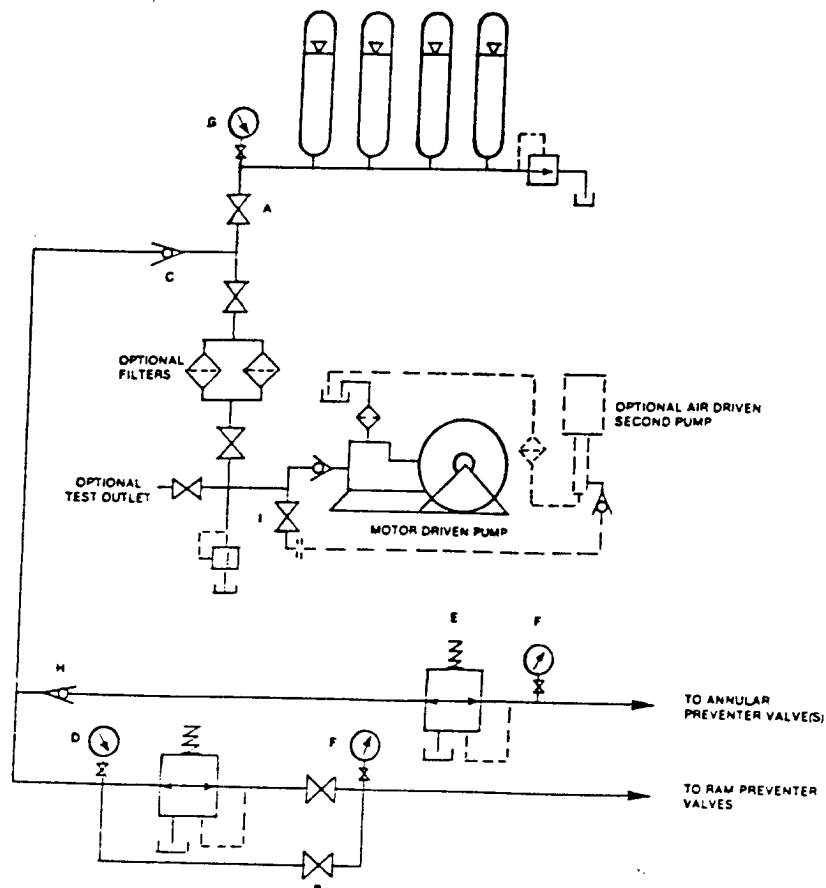 G
A
C
OPTIONAL
FILTERS
OPTIONAL AIR DRIVEN
SECOND PUMP
OPTIONAL
TEST OUTLET
I
MOTOR DRIVEN PUMP
E
F
H
TO ANNULAR
PREVENTER VALVE(S)
D
F
TO RAM PREVENTER
VALVES